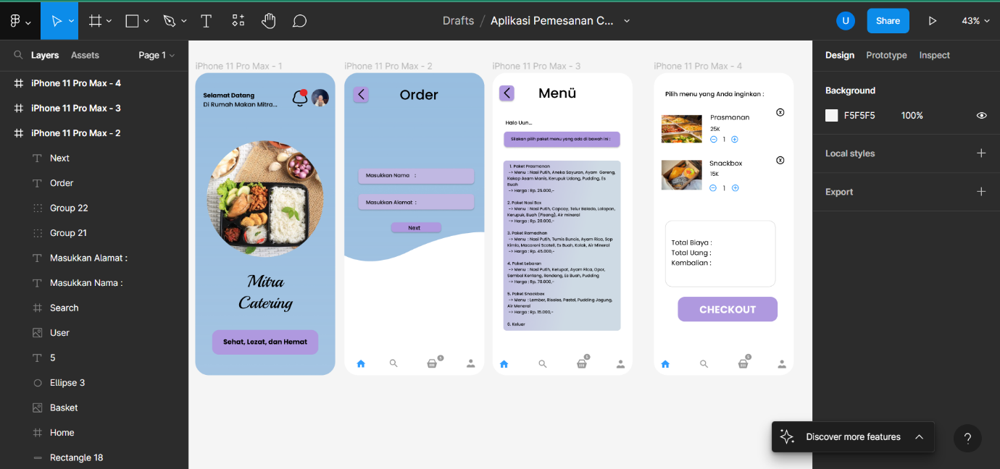 Drafts / Aplikasi Pemesanan C...
U
Share
43%
Layers
Assets
Page 1
iPhone 11 Pro Max - 4
iPhone 11 Pro Max - 3
iPhone 11 Pro Max - 2
Next
Order
Group 22
Group 21
Masukkan Alamat :
Masukkan Nama :
Search
User
5
Ellipse 3
Basket
Home
Rectangle 18
iPhone 11 Pro Max - 1
Selamat Datang
Di Rumah Makan Mitra...
Mitra
Catering
Sehat, Lezat, dan Hemat
iPhone 11 Pro Max - 2
Order
Masukkan Nama :
Masukkan Alamat :
Next
iPhone 11 Pro Max - 3
Menü
Halo Uun...
Silakan pilih paket menu yang ada di bawah ini :
1. Paket Prasmanan
-> Menu : Nasi Putih, Aneka Sayuran, Ayam Goreng,
Kakap Asam Manis, Kerupuk Udang, Pudding, Es
Buah
-> Harga : Rp. 25.000,-
2. Paket Nasi Box
-> Menu : Nasi Putih, Capcay, Telur Balado, Lalapan,
Kerupuk, Buah (Pisang), Air mineral
-> Harga : Rp. 20.000,-
3. Paket Ramadhan
-> Menu : Nasi Putih, Tumis Buncis, Ayam Rica, Sop
Kimlo, Macaroni Scotell, Es Buah, Kolak, Air Mineral
-> Harga : Rp. 45.000,-
4. Paket Lebaran
-> Menu : Nasi Putih, Ketupat, Ayam Rica, Opor,
Sambal Kentang, Rendang, Es Buah, Pudding
-> Harga : Rp. 70.000,-
5. Paket Snackbox
-> Menu : Lember, Risoles, Pastel, Pudding Jagung,
Air Meneral
-> Harga : Rp. 15.000,-
6. Keluar
iPhone 11 Pro Max - 4
Pilih menu yang Anda inginkan :
Prasmanan
25K
1
Snackbox
15K
1
Total Biaya :
Total Uang :
Kembalian :
CHECKOUT
Design
Prototype
Inspect
Background
F5F5F5
100%
Local styles
Export
Discover more features
?